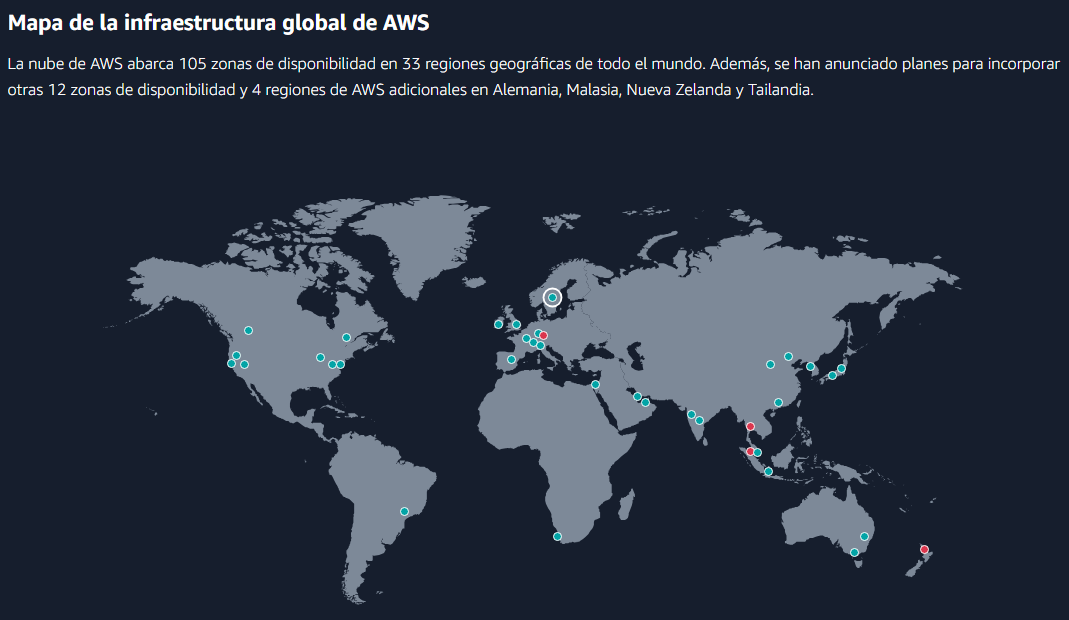 Mapa de la infraestructura global de AWS
La nube de AWS abarca 105 zonas de disponibilidad en 33 regiones geográficas de todo el mundo. Además, se han anunciado planes para incorporar
otras 12 zonas de disponibilidad y 4 regiones de AWS adicionales en Alemania, Malasia, Nueva Zelanda y Tailandia.